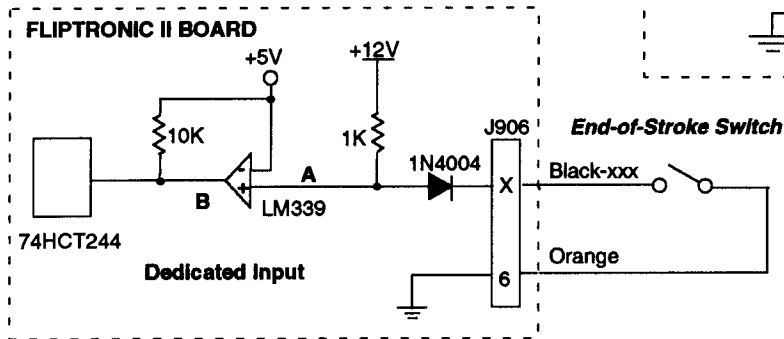 FLIPTRONIC II BOARD
+5V
+12V
10K
1K
J906
End-of-Stroke Switch
1N4004
A
-
+
B
LM339
X
Black-xxx
74HCT244
Dedicated Input
6
Orange